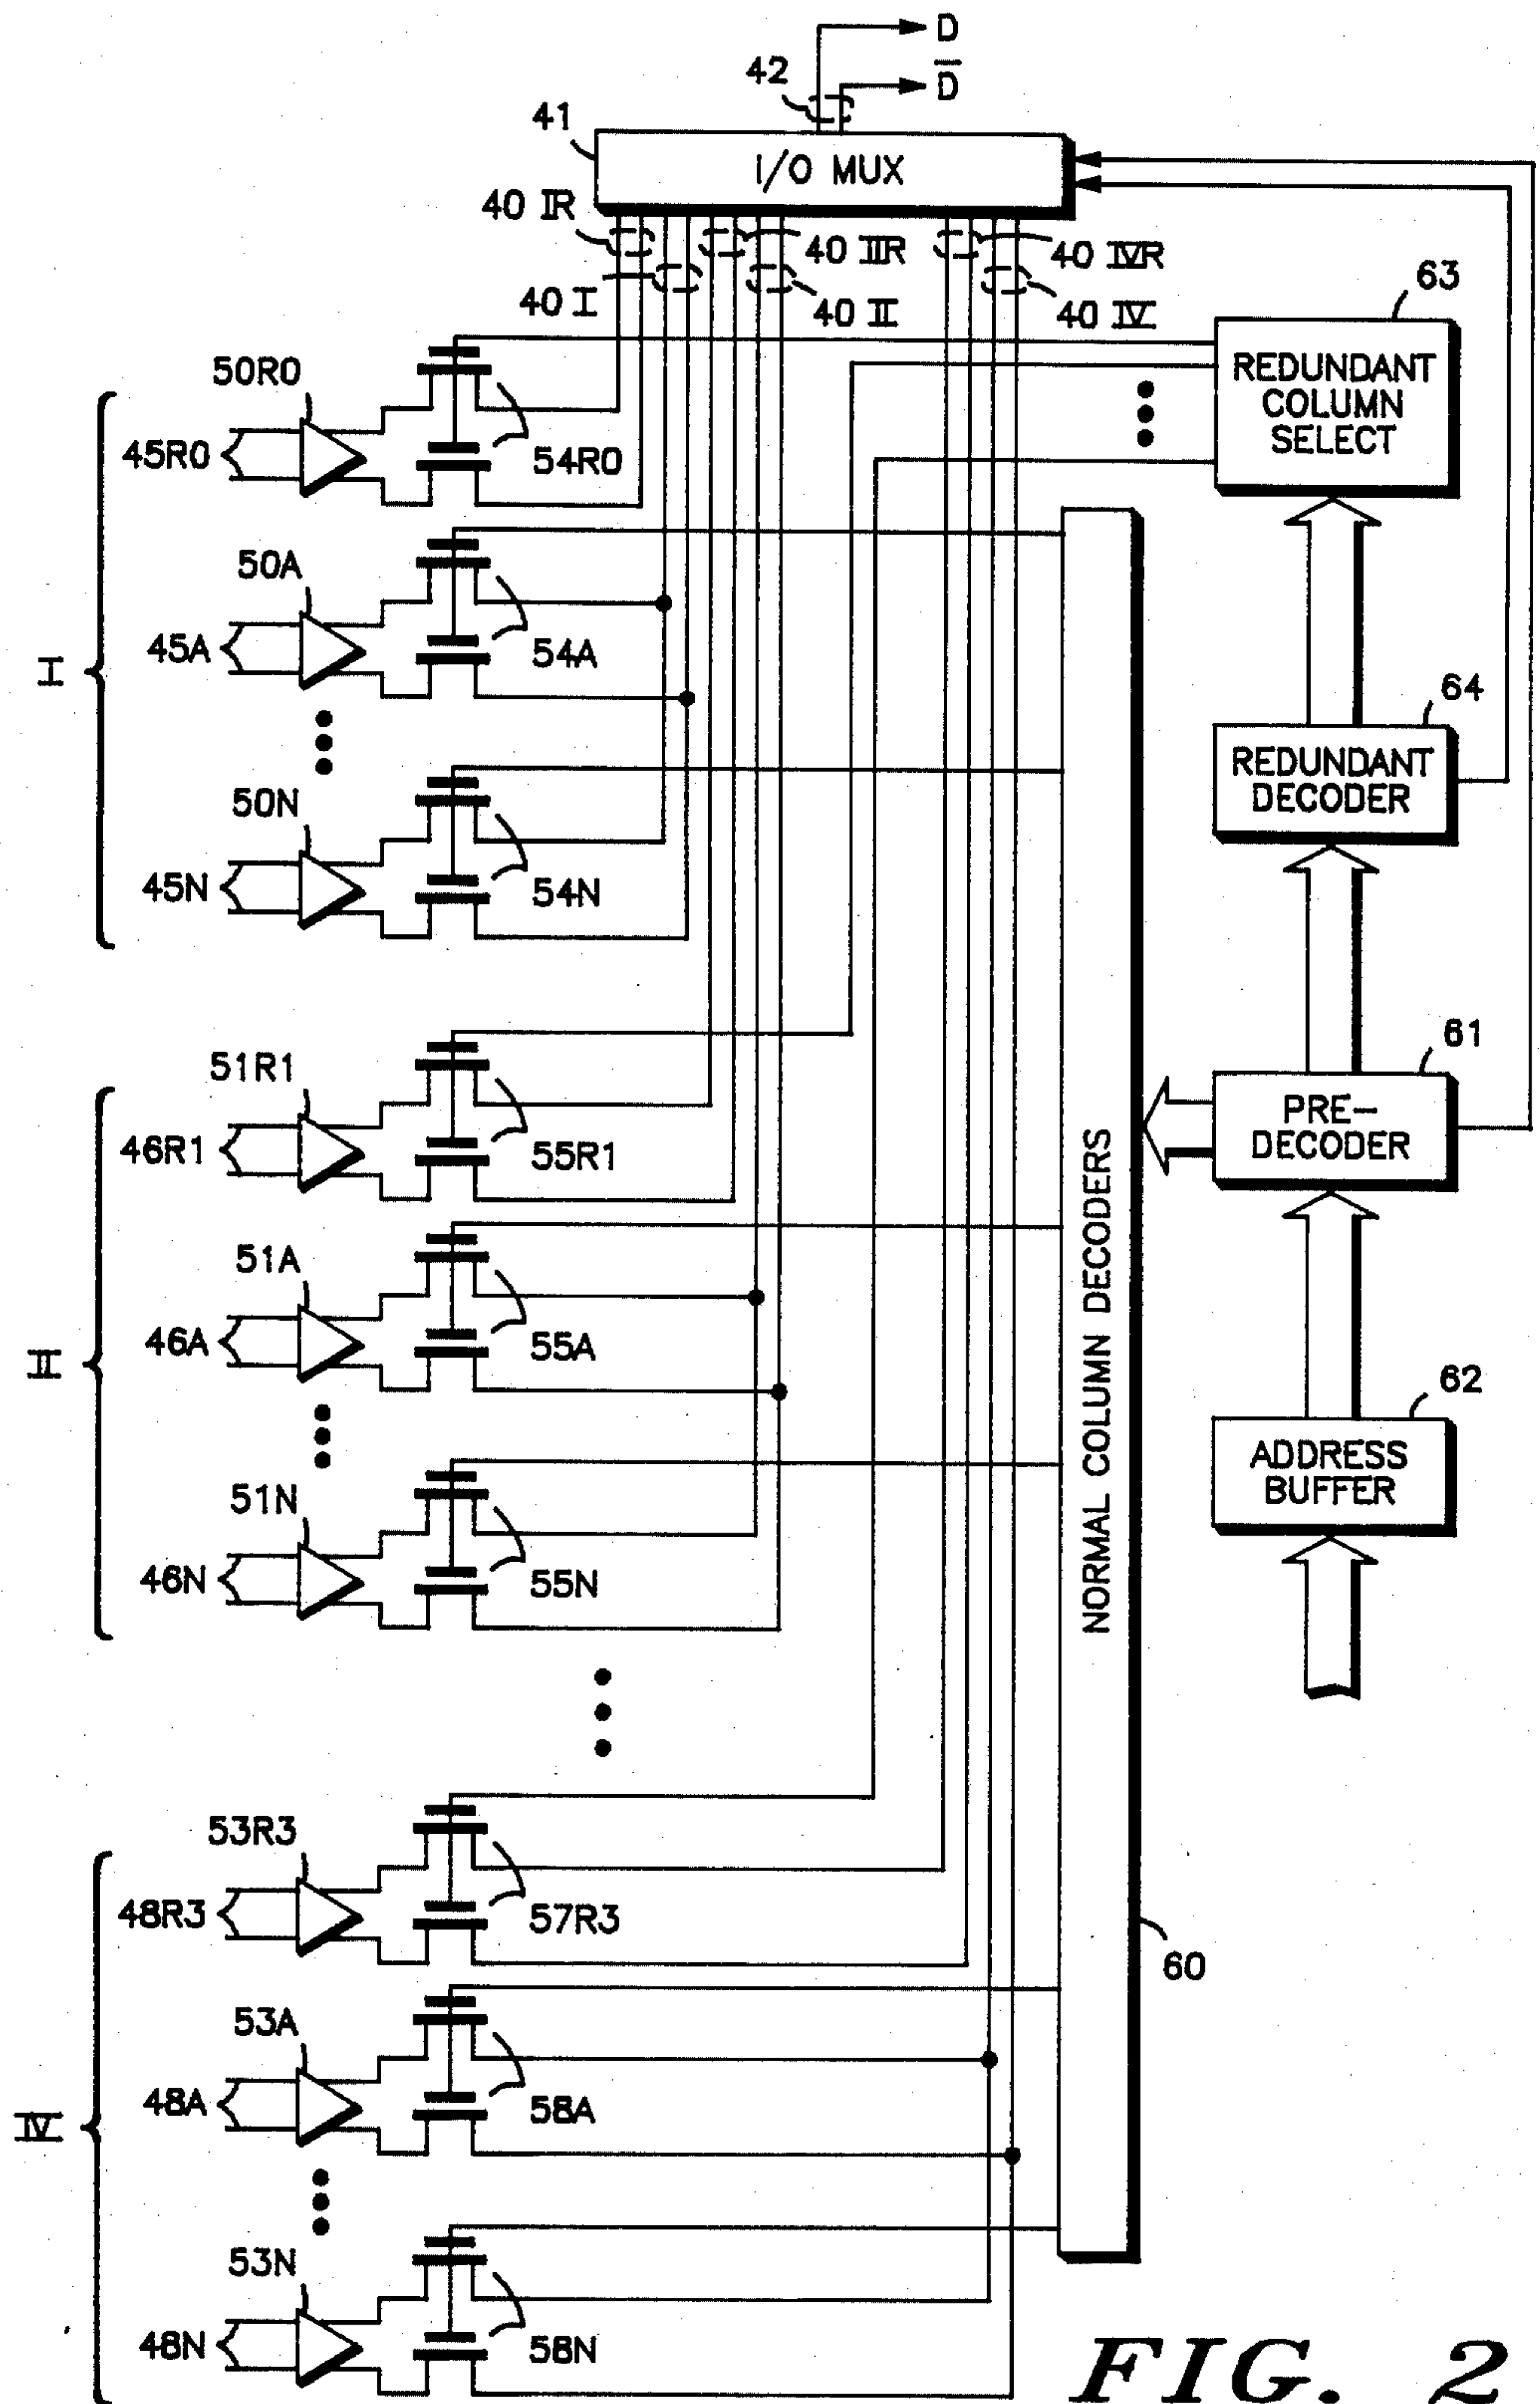 D
D̅
42
41
I/O MUX
40 IR
40 IIR
40 IVR
40 I
40 II
40 IV
63
REDUNDANT
COLUMN
SELECT
50R0
45R0
54R0
50A
45A
54A
I
50N
45N
54N
64
REDUNDANT
DECODER
61
PRE-
DECODER
51R1
46R1
55R1
51A
46A
55A
II
51N
46N
55N
NORMAL COLUMN DECODERS
62
ADDRESS
BUFFER
53R3
48R3
57R3
60
53A
48A
58A
IV
53N
48N
58N
FIG. 2